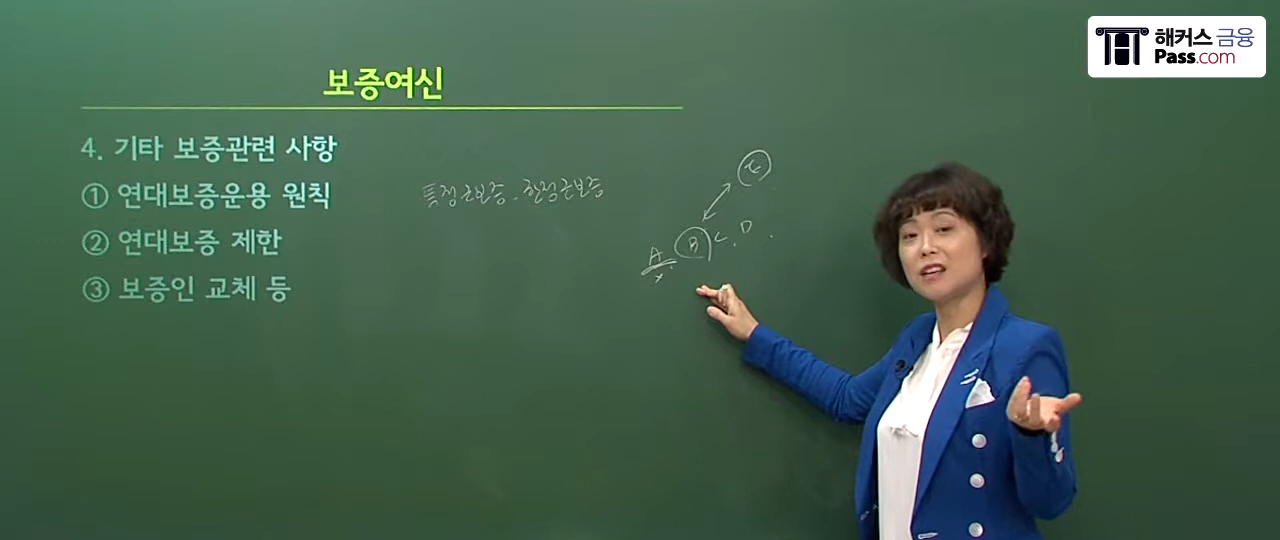 해커스 금융
Pass.com
보증여신
4. 기타 보증관련 사항
① 연대보증운용 원칙
특정근보증, 한정근보증
② 연대보증 제한
A B C, D
③ 보증인 교체 등